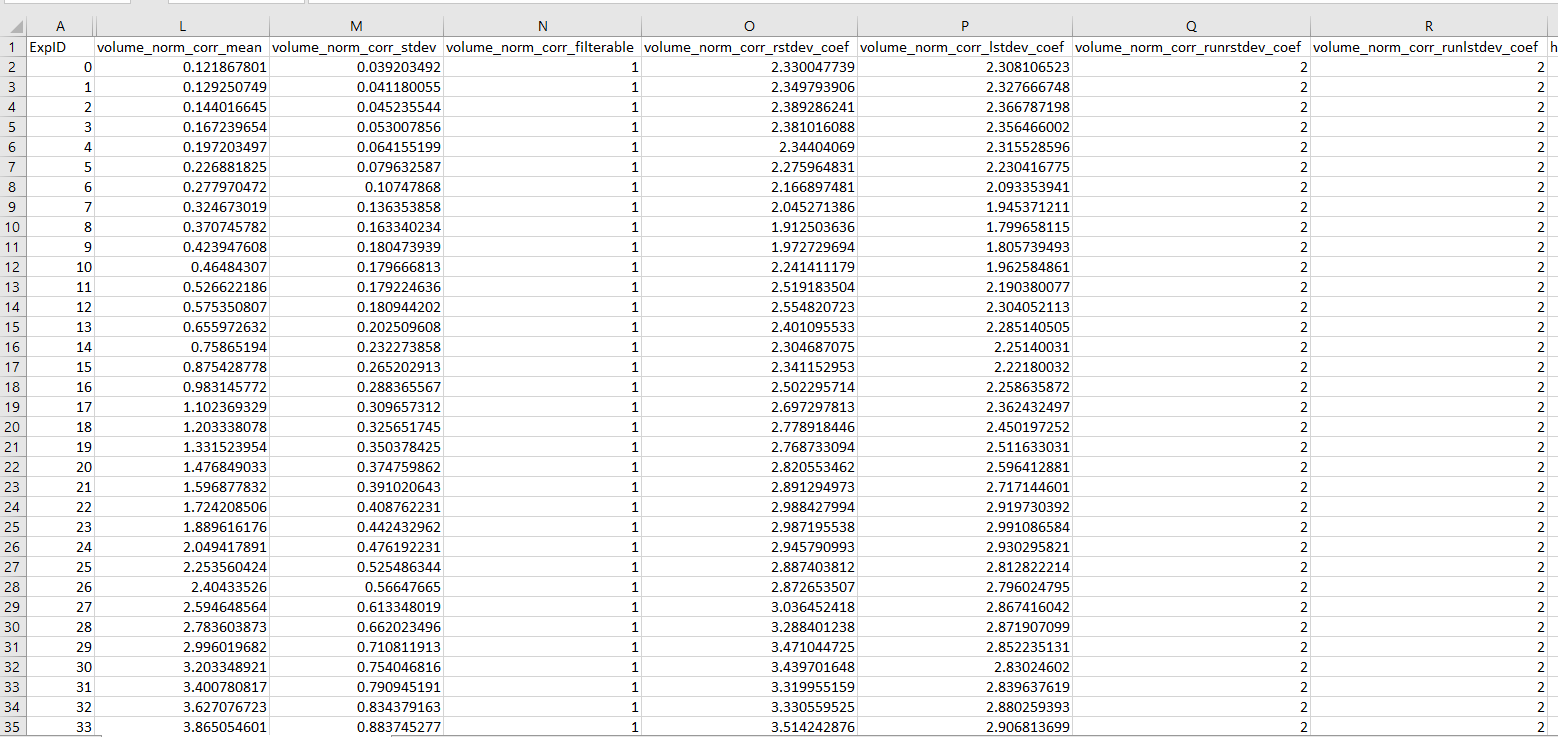 A L M N O P Q R
1 ExpID volume_norm_corr_mean volume_norm_corr_stdev volume_norm_corr_filterable volume_norm_corr_rstdev_coef volume_norm_corr_lstdev_coef volume_norm_corr_runrstdev_coef volume_norm_corr_runlstdev_coef h
2 0 0.121867801 0.039203492 1 2.330047739 2.308106523 2 2
3 1 0.129250749 0.041180055 1 2.349793906 2.327666748 2 2
4 2 0.144016645 0.045235544 1 2.389286241 2.366787198 2 2
5 3 0.167239654 0.053007856 1 2.381016088 2.356466002 2 2
6 4 0.197203497 0.064155199 1 2.34404069 2.315528596 2 2
7 5 0.226881825 0.079632587 1 2.275964831 2.230416775 2 2
8 6 0.277970472 0.10747868 1 2.166897481 2.093353941 2 2
9 7 0.324673019 0.136353858 1 2.045271386 1.945371211 2 2
10 8 0.370745782 0.163340234 1 1.912503636 1.799658115 2 2
11 9 0.423947608 0.180473939 1 1.972729694 1.805739493 2 2
12 10 0.46484307 0.179666813 1 2.241411179 1.962584861 2 2
13 11 0.526622186 0.179224636 1 2.519183504 2.190380077 2 2
14 12 0.575350807 0.180944202 1 2.554820723 2.304052113 2 2
15 13 0.655972632 0.202509608 1 2.401095533 2.285140505 2 2
16 14 0.75865194 0.232273858 1 2.304687075 2.25140031 2 2
17 15 0.875428778 0.265202913 1 2.341152953 2.22180032 2 2
18 16 0.983145772 0.288365567 1 2.502295714 2.258635872 2 2
19 17 1.102369329 0.309657312 1 2.697297813 2.362432497 2 2
20 18 1.203338078 0.325651745 1 2.778918446 2.450197252 2 2
21 19 1.331523954 0.350378425 1 2.768733094 2.511633031 2 2
22 20 1.476849033 0.374759862 1 2.820553462 2.596412881 2 2
23 21 1.596877832 0.391020643 1 2.891294973 2.717144601 2 2
24 22 1.724208506 0.408762231 1 2.988427994 2.919730392 2 2
25 23 1.889616176 0.442432962 1 2.987195538 2.991086584 2 2
26 24 2.049417891 0.476192231 1 2.945790993 2.930295821 2 2
27 25 2.253560424 0.525486344 1 2.887403812 2.812822214 2 2
28 26 2.40433526 0.56647665 1 2.872653507 2.796024795 2 2
29 27 2.594648564 0.613348019 1 3.036452418 2.867416042 2 2
30 28 2.783603873 0.662023496 1 3.288401238 2.871907099 2 2
31 29 2.996019682 0.710811913 1 3.471044725 2.852235131 2 2
32 30 3.203348921 0.754046816 1 3.439701648 2.83024602 2 2
33 31 3.400780817 0.790945191 1 3.319955159 2.839637619 2 2
34 32 3.627076723 0.834379163 1 3.330559525 2.880259393 2 2
35 33 3.865054601 0.883745277 1 3.514242876 2.906813699 2 2